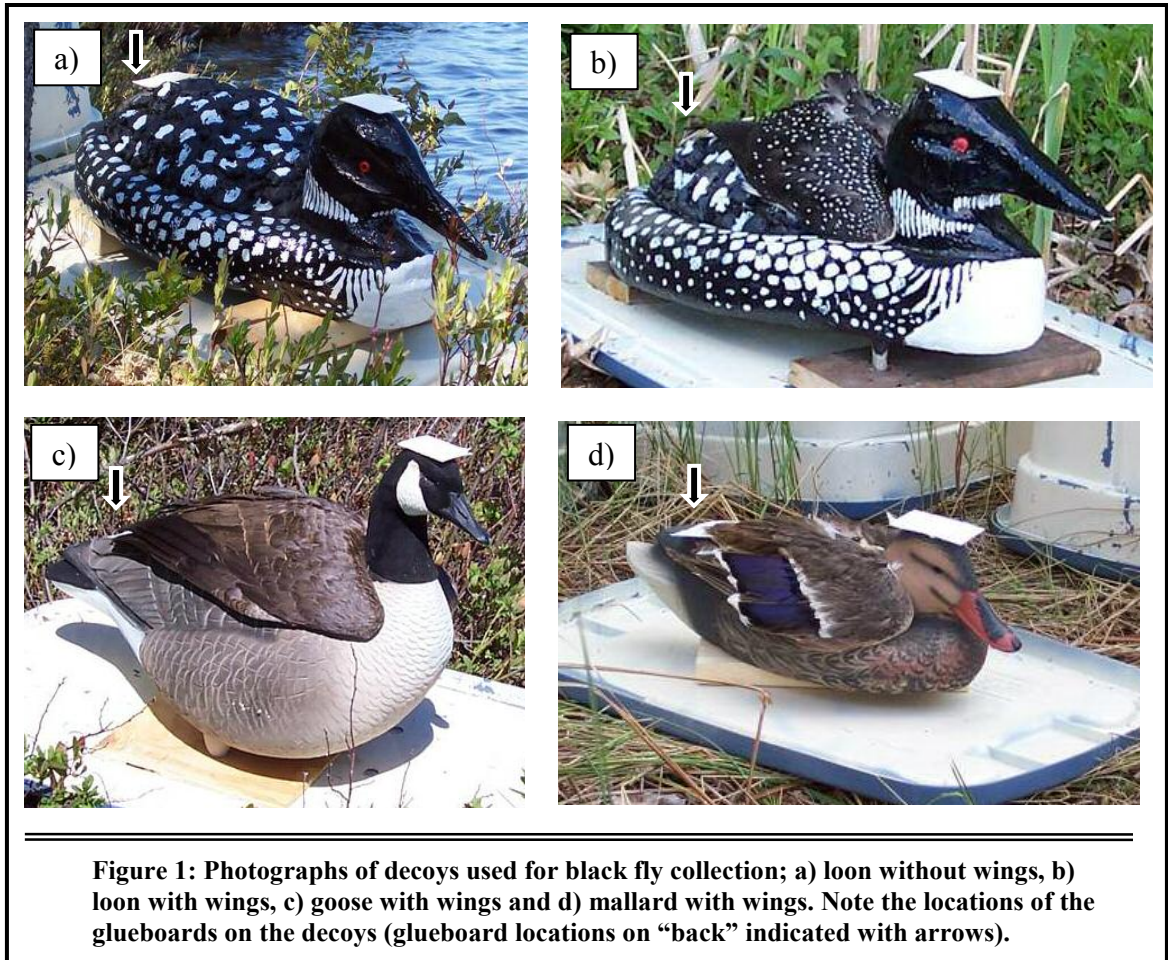 a)
b)
c)
d)
Figure 1: Photographs of decoys used for black fly collection; a) loon without wings, b)
loon with wings, c) goose with wings and d) mallard with wings. Note the locations of the
glueboards on the decoys (glueboard locations on “back” indicated with arrows).